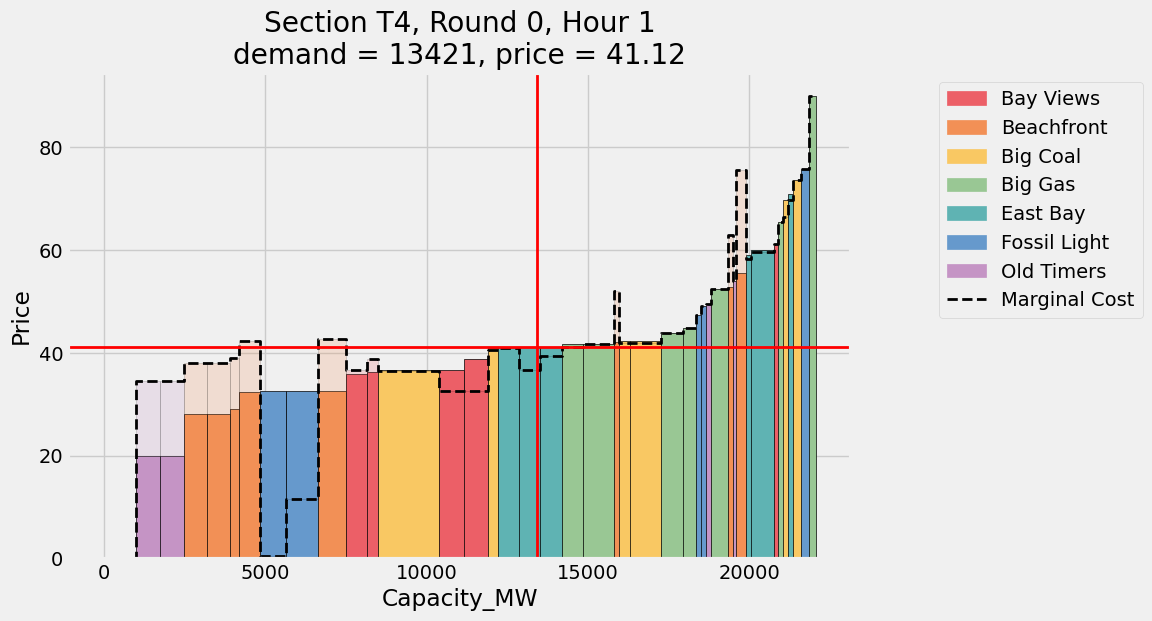 Section T4, Round 0, Hour 1
demand = 13421, price = 41.12
Price
80
60
40
20
0
0 5000 10000 15000 20000
Capacity_MW
Bay Views
Beachfront
Big Coal
Big Gas
East Bay
Fossil Light
Old Timers
Marginal Cost